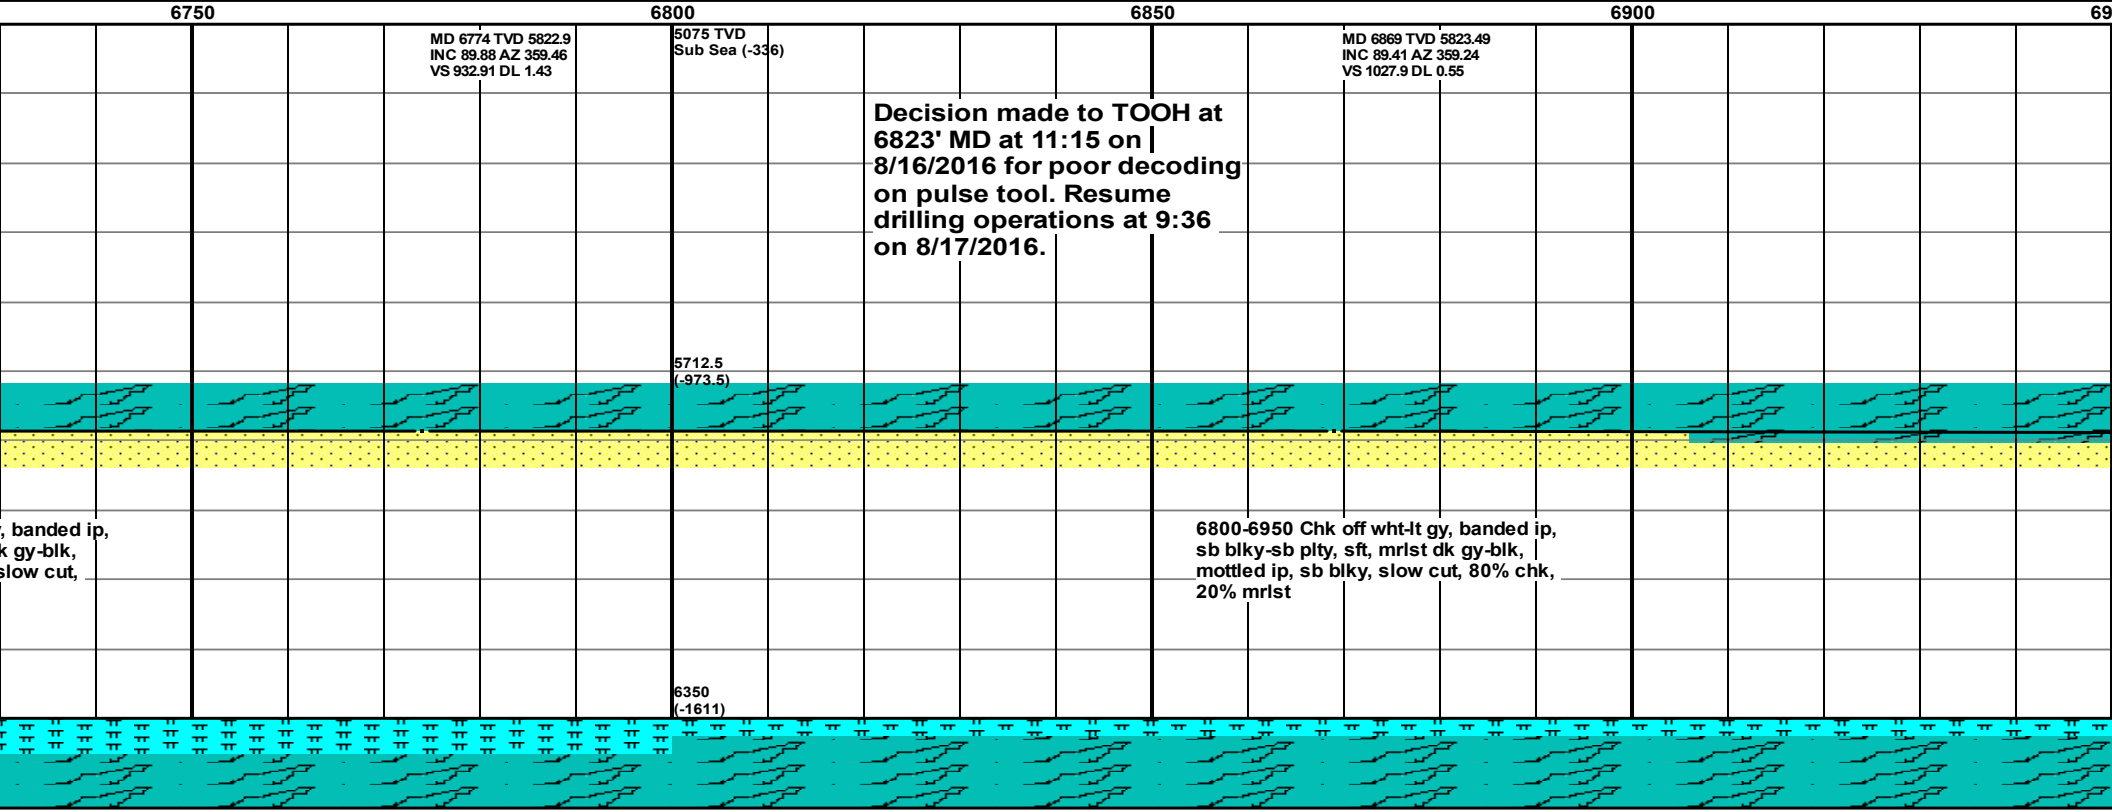 6750 6800 6850 6900 69
MD 6774 TVD 5822.9
INC 89.88 AZ 359.46
VS 932.91 DL 1.43
5075 TVD
Sub Sea (-336)
MD 6869 TVD 5823.49
INC 89.41 AZ 359.24
VS 1027.9 DL 0.55
Decision made to TOOH at
6823' MD at 11:15 on
8/16/2016 for poor decoding
on pulse tool. Resume
drilling operations at 9:36
on 8/17/2016.
5712.5
(-973.5)
, banded ip,
k gy-blk,
slow cut,
6800-6950 Chk off wht-lt gy, banded ip,
sb blky-sb plty, sft, mrlst dk gy-blk,
mottled ip, sb blky, slow cut, 80% chk,
20% mrlst
6350
(-1611)